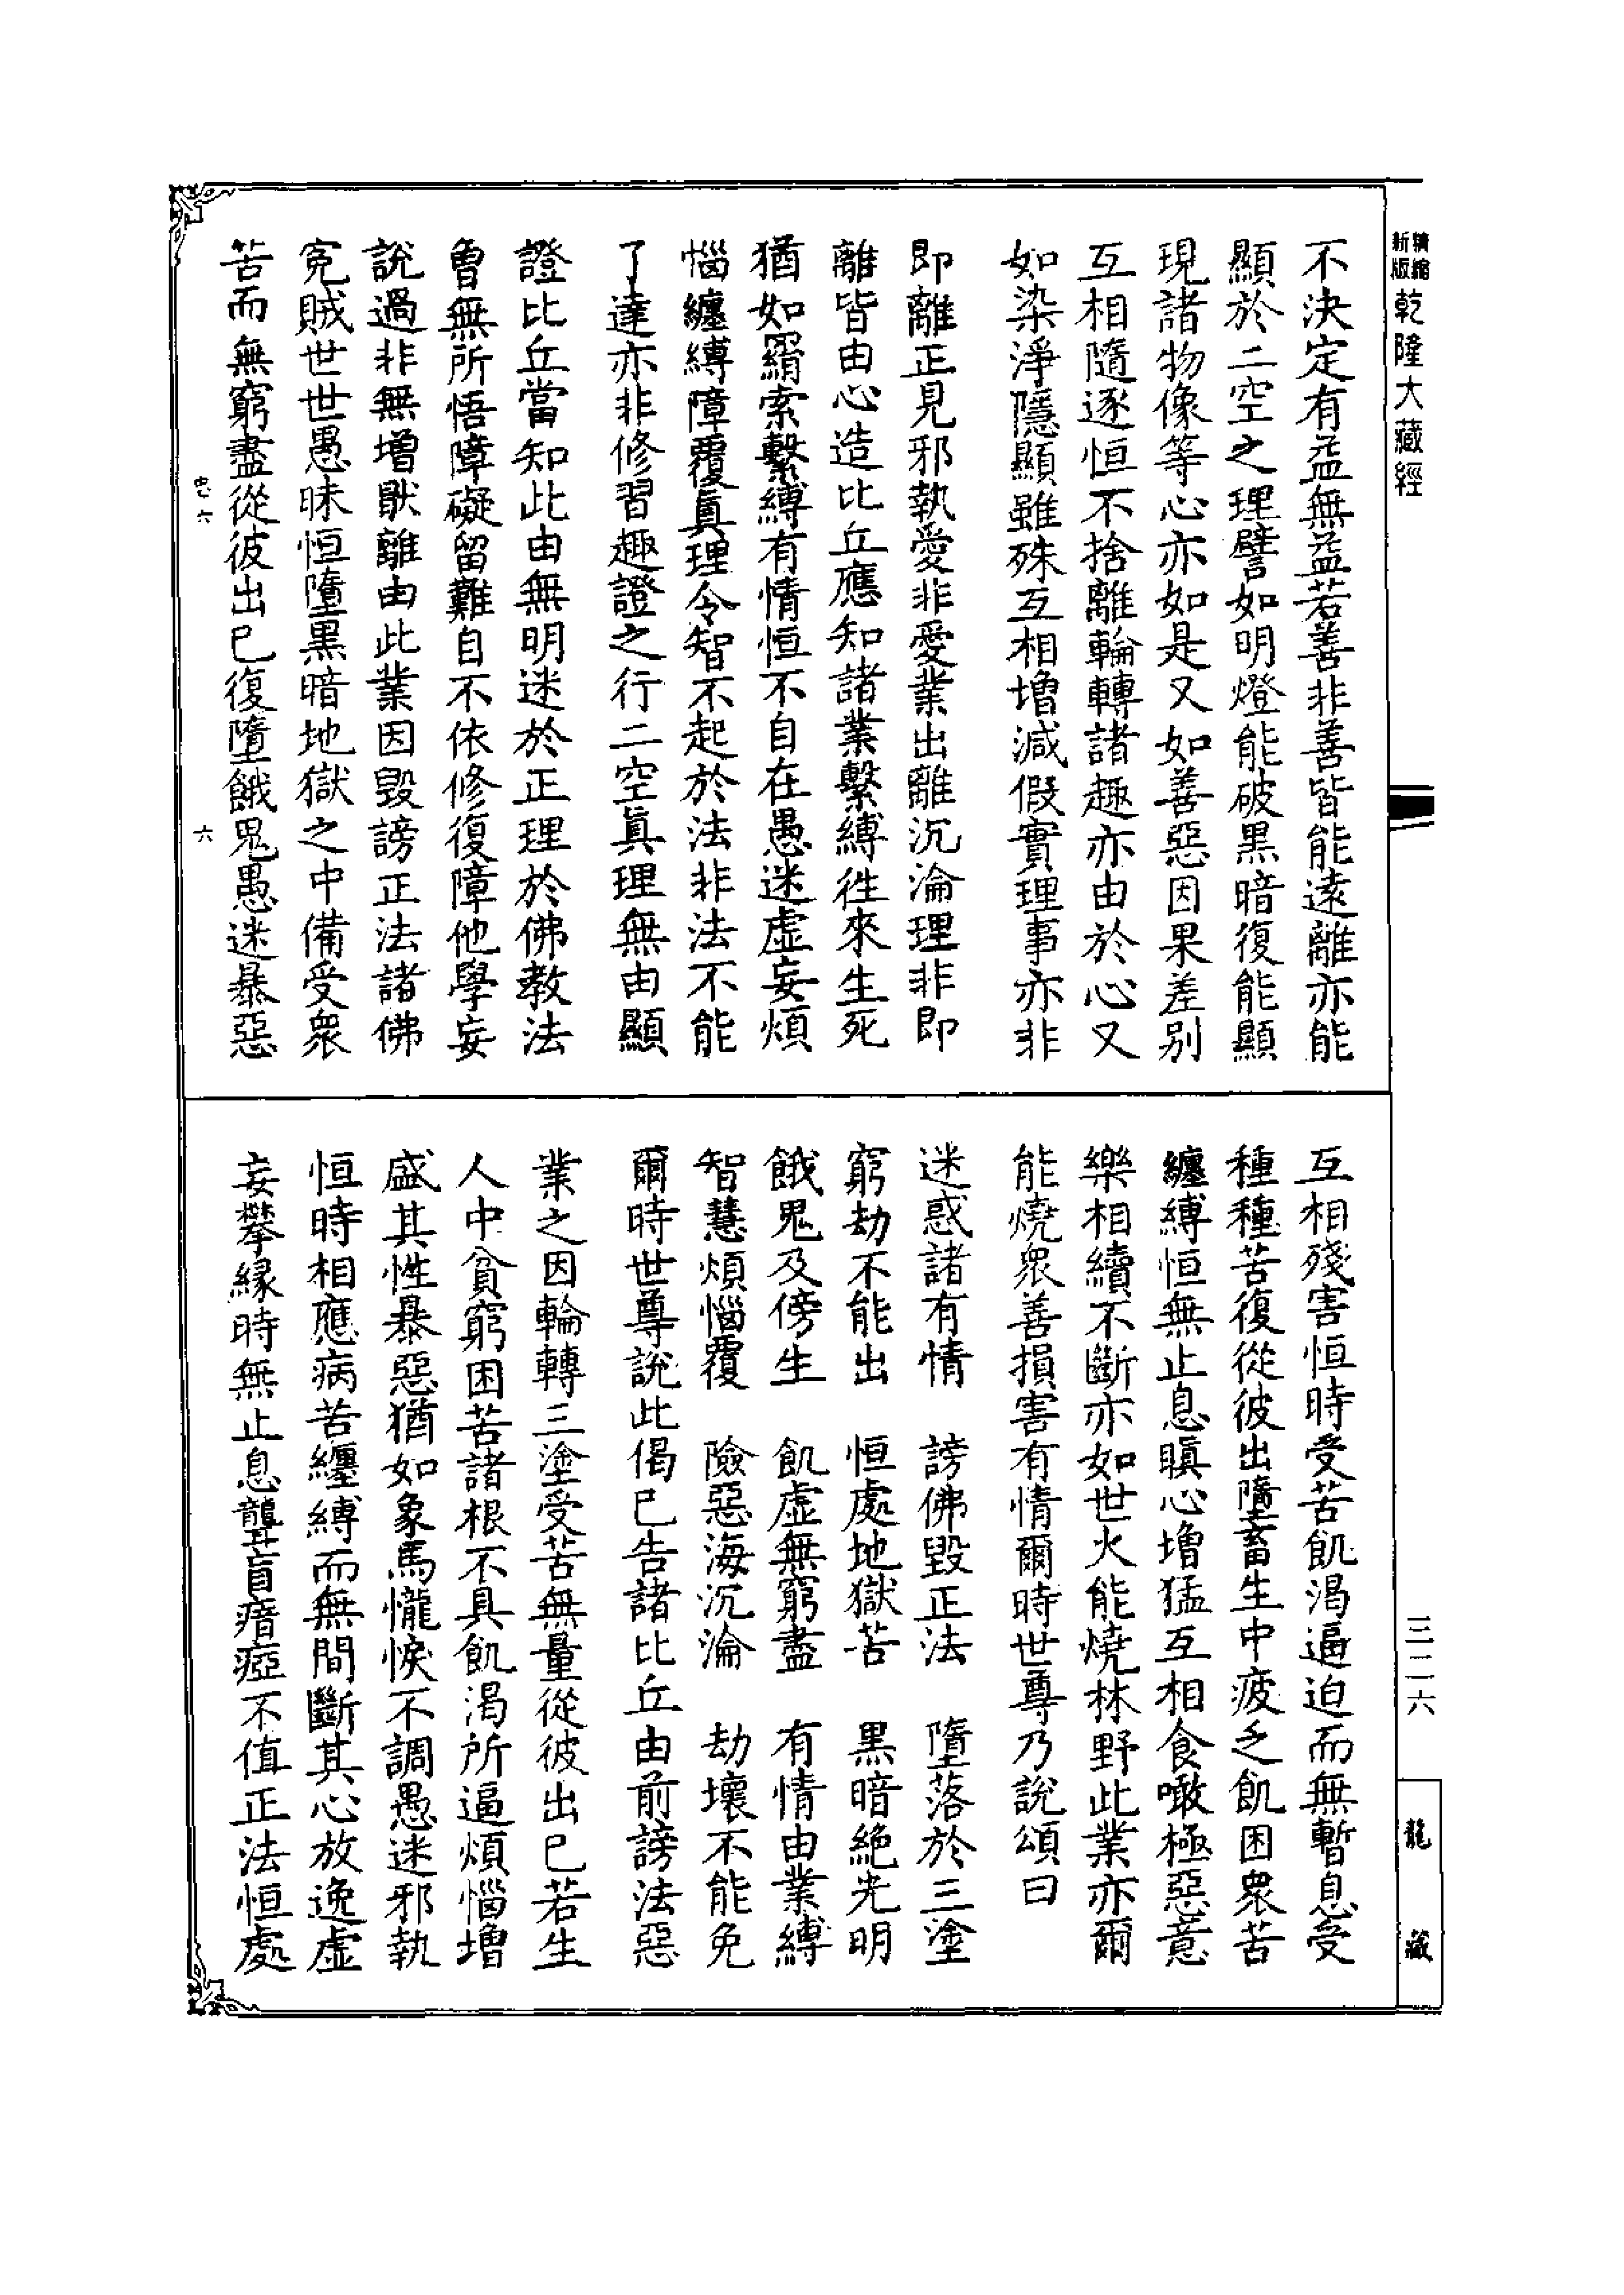 精縮
新版
乾隆大藏經
不決定有益無益若善非善皆能遠離亦能
顯於二空之理譬如明燈能破黑暗復能顯
現諸物像等心亦如是又如善惡因果差別
互相隨逐恒不捨離輪轉諸趣亦由於心又
如染淨隱顯雖殊互相增減假實理事亦非
即離正見邪執愛非愛業出離沉淪理非即
離皆由心造比丘應知諸業繫縛往來生死
猶如羂索繫縛有情恒不自在愚迷虛妄煩
惱纏縛障覆眞理令智不起於法非法不能
了達亦非修習趣證之行二空眞理無由顯
證比丘當知此由無明迷於正理於佛教法
曾無所悟障礙留難自不依修復障他學妄
說過非無增猒離由此業因毀謗正法諸佛
寃賊世世愚昧恒墮黑暗地獄之中備受衆
苦而無窮盡從彼出已復墮餓鬼愚迷暴惡
忠六
六
三二六
龍藏
互相殘害恒時受苦飢渴逼迫而無暫息受
種種苦復從彼出墮畜生中疲乏飢困衆苦
纏縛恒無止息瞋心增猛互相食噉極惡意
樂相續不斷亦如世火能燒林野此業亦爾
能燒衆善損害有情爾時世尊乃說頌曰
迷惑諸有情　謗佛毀正法　墮落於三塗
窮劫不能出　恒處地獄苦　黑暗絕光明
餓鬼及傍生　飢虛無窮盡　有情由業縛
智慧煩惱覆　險惡海沉淪　劫壞不能免
爾時世尊說此偈已告諸比丘由前謗法惡
業之因輪轉三塗受苦無量從彼出已若生
人中貧窮困苦諸根不具飢渴所逼煩惱增
盛其性暴惡猶如象馬𢤱悷不調愚迷邪執
恒時相應病苦纏縛而無間斷其心放逸虛
妄攀緣時無止息聾盲瘖瘂不值正法恒處